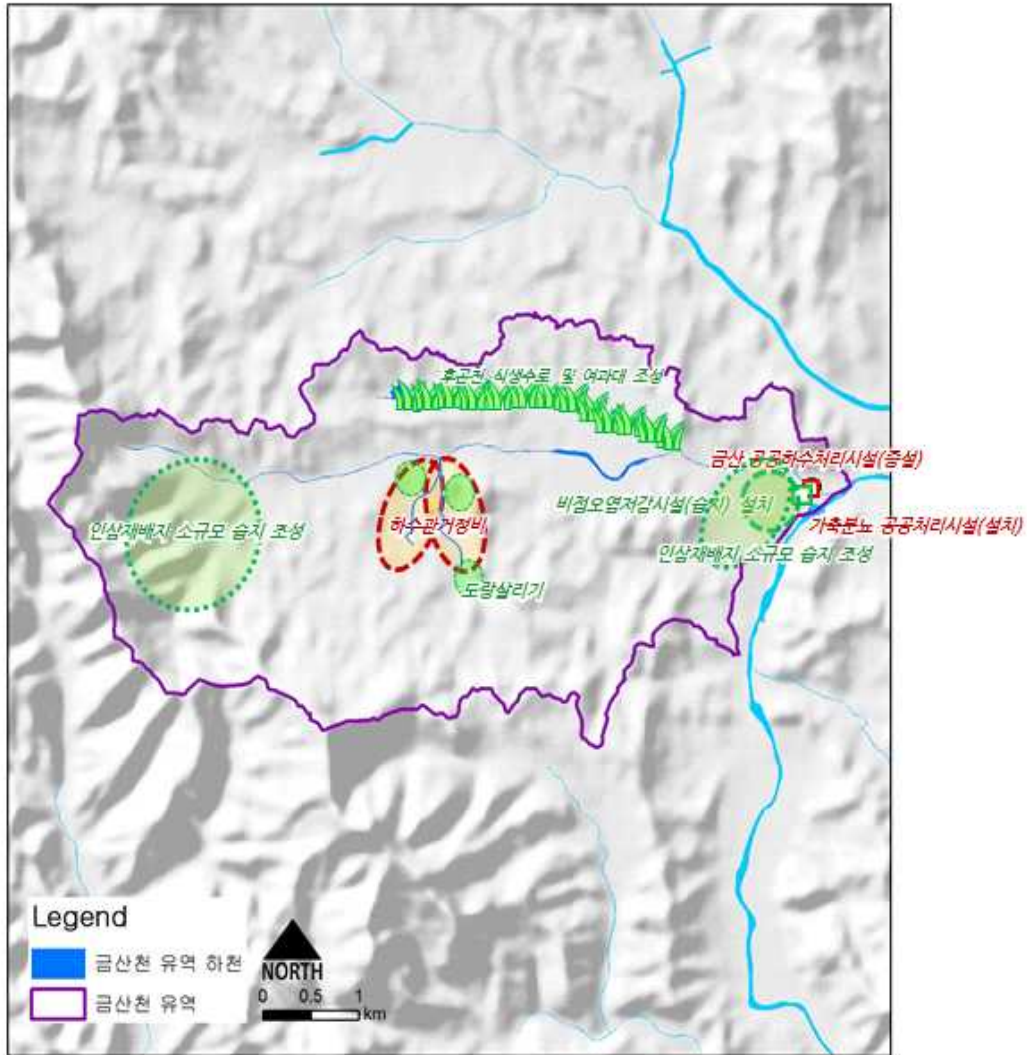 후곤천 식생수로 및 여과대 조성
금산 공공하수처리시설(증설)
비점오염저감시설(습지) 설치
가축분뇨 공공처리시설(설치)
인삼재배지 소규모 습지 조성
하수관거정비
인삼재배지 소규모 습지 조성
도랑살리기
Legend
금산천 유역 하천
금산천 유역
NORTH
0 0.5 1
km